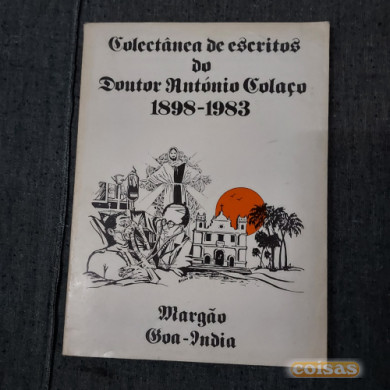 Colectânea de escritos
do
Doutor António Colaço
1898-1983
Margão
Goa-India
coisas